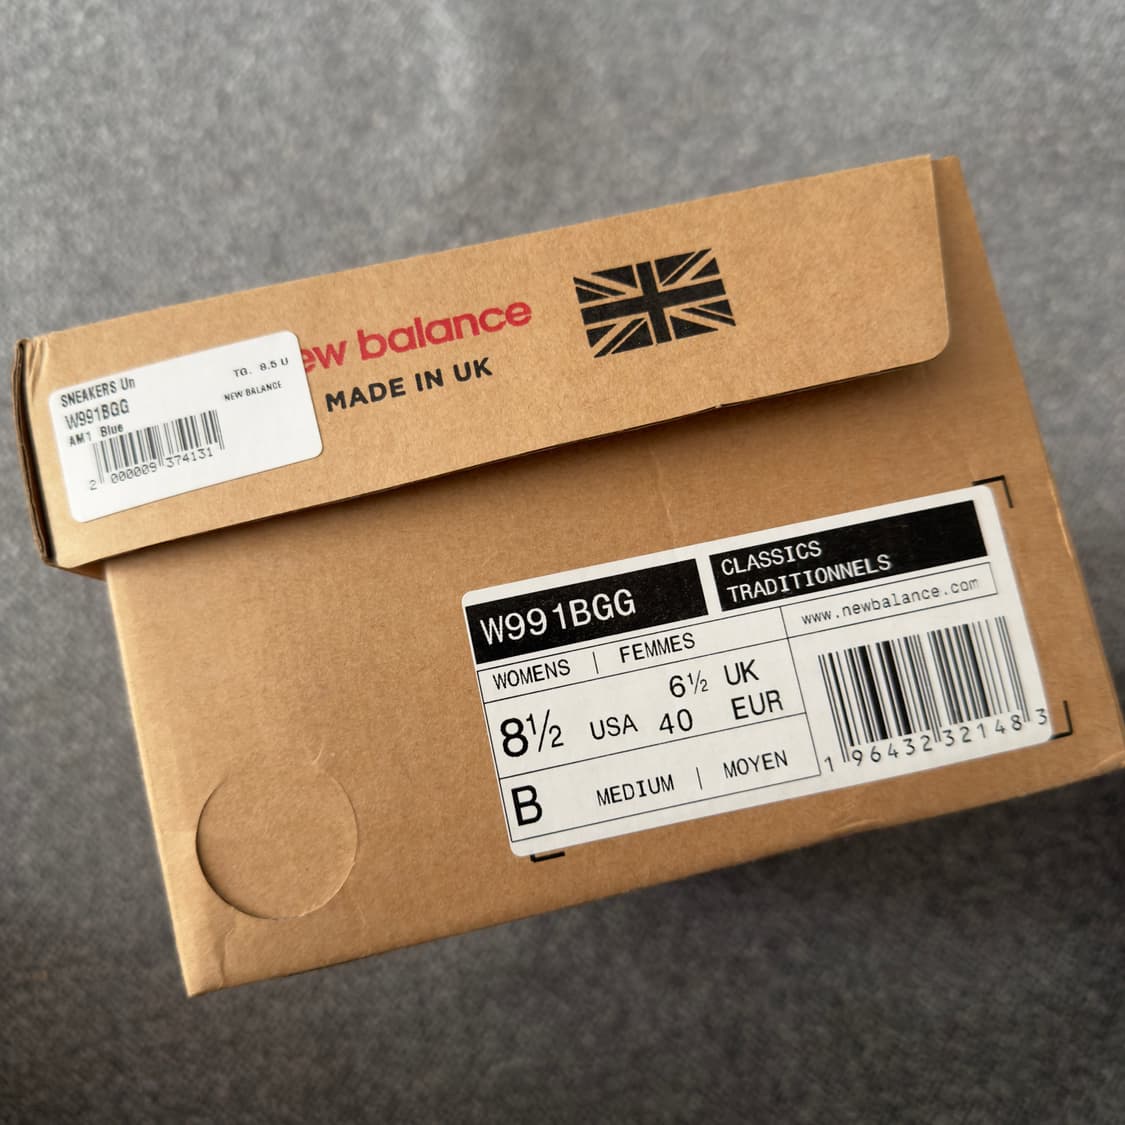 ew balance
MADE IN UK
SNEAKERS Un
TG. 8.5 U
W991BGG
NEW BALANCE
AM1 Blue
2 000009 374131
W991BGG
CLASSICS
TRADITIONNELS
WOMENS | FEMMES
www.newbalance.com
8½ USA
6½ UK
40 EUR
B MEDIUM | MOYEN
1 96432 32148 3